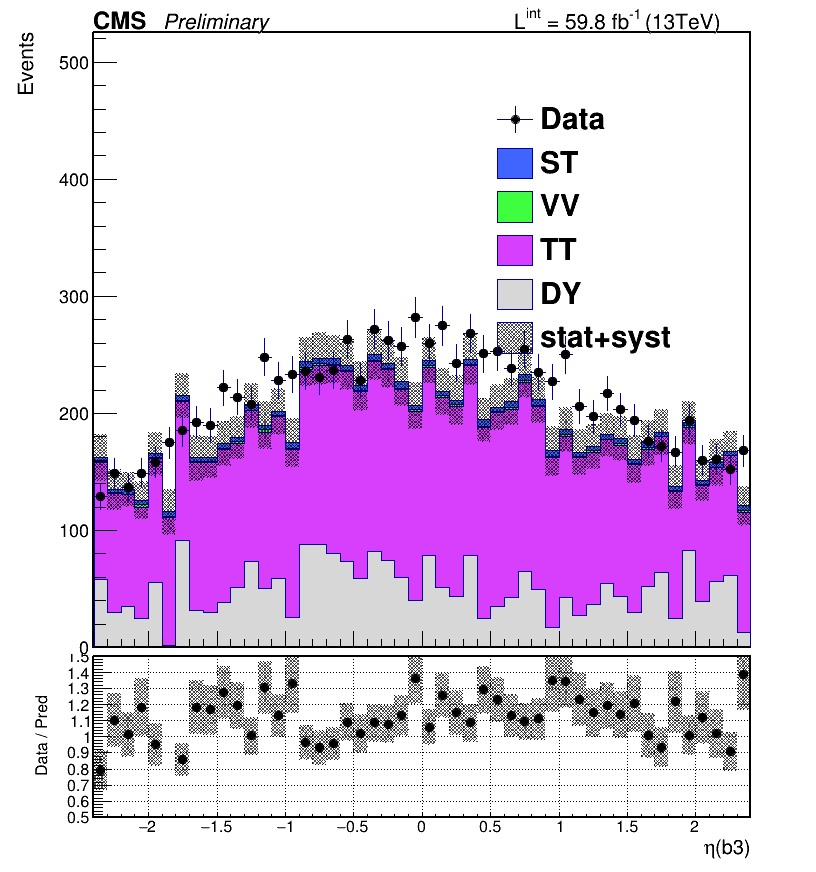 CMS Preliminary L^int = 59.8 fb^-1 (13TeV)
Events
500
400
300
200
100
0
Data
ST
VV
TT
DY
stat+syst
Data / Pred
1.5
1.4
1.3
1.2
1.1
1
0.9
0.8
0.7
0.6
0.5
−2 −1.5 −1 −0.5 0 0.5 1 1.5 2
η(b3)